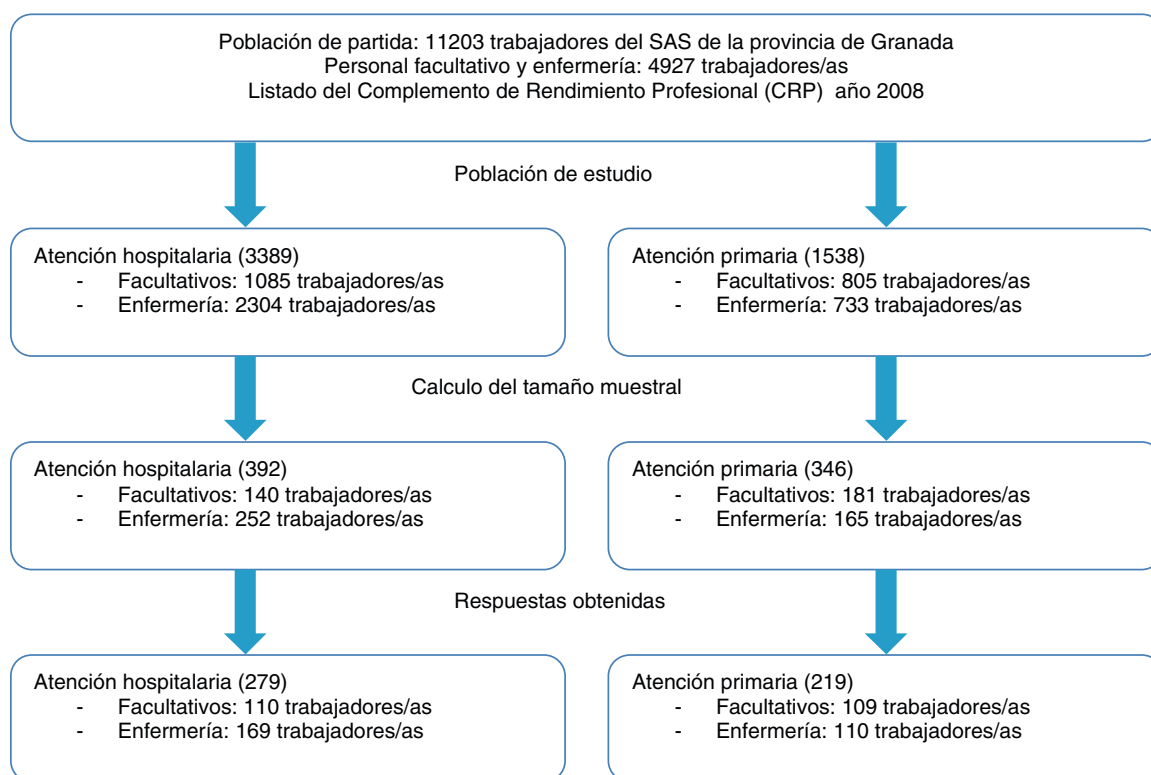 Población de partida: 11203 trabajadores del SAS de la provincia de Granada
Personal facultativo y enfermería: 4927 trabajadores/as
Listado del Complemento de Rendimiento Profesional (CRP) año 2008
Población de estudio
Atención hospitalaria (3389)
- Facultativos: 1085 trabajadores/as
- Enfermería: 2304 trabajadores/as
Atención primaria (1538)
- Facultativos: 805 trabajadores/as
- Enfermería: 733 trabajadores/as
Calculo del tamaño muestral
Atención hospitalaria (392)
- Facultativos: 140 trabajadores/as
- Enfermería: 252 trabajadores/as
Atención primaria (346)
- Facultativos: 181 trabajadores/as
- Enfermería: 165 trabajadores/as
Respuestas obtenidas
Atención hospitalaria (279)
- Facultativos: 110 trabajadores/as
- Enfermería: 169 trabajadores/as
Atención primaria (219)
- Facultativos: 109 trabajadores/as
- Enfermería: 110 trabajadores/as